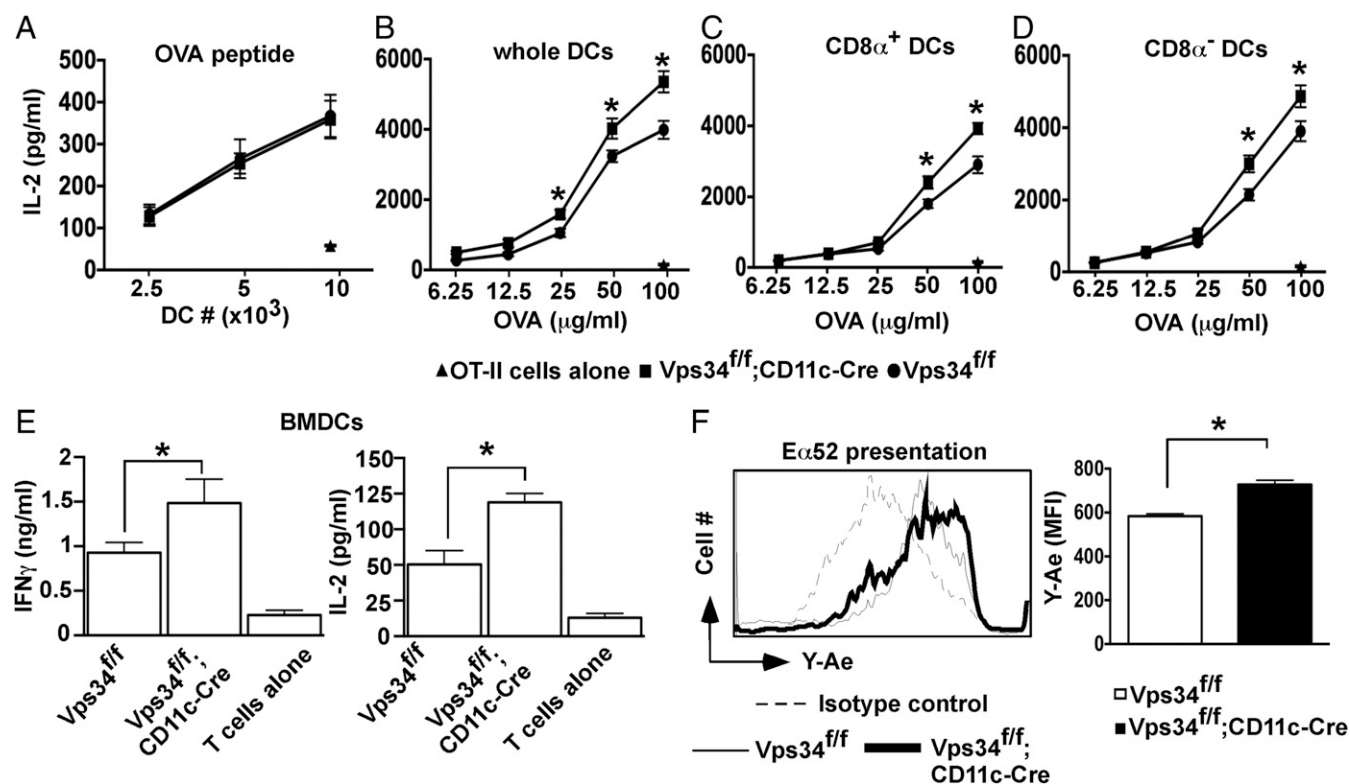 A
OVA peptide
IL-2 (pg/ml)
500
400
300
200
100
0
2.5
5
10
DC # (x10³)
B
whole DCs
6000
4000
2000
0
*
*
*
6.25
12.5
25
50
100
OVA (μg/ml)
C
CD8α⁺ DCs
6000
4000
2000
0
*
*
6.25
12.5
25
50
100
OVA (μg/ml)
D
CD8α⁻ DCs
6000
4000
2000
0
*
*
6.25
12.5
25
50
100
OVA (μg/ml)
▲OT-II cells alone ■ Vps34f/f;CD11c-Cre ●Vps34f/f
E
BMDCs
IFNγ (ng/ml)
2
1.5
1
0.5
0
*
Vps34f/f
Vps34f/f;
CD11c-Cre
T cells alone
IL-2 (pg/ml)
150
125
100
75
50
25
0
*
Vps34f/f
Vps34f/f;
CD11c-Cre
T cells alone
F
Eα52 presentation
Cell #
Y-Ae
Isotype control
Vps34f/f
Vps34f/f;
CD11c-Cre
Y-Ae (MFI)
800
600
400
200
0
*
Vps34f/f
Vps34f/f;CD11c-Cre